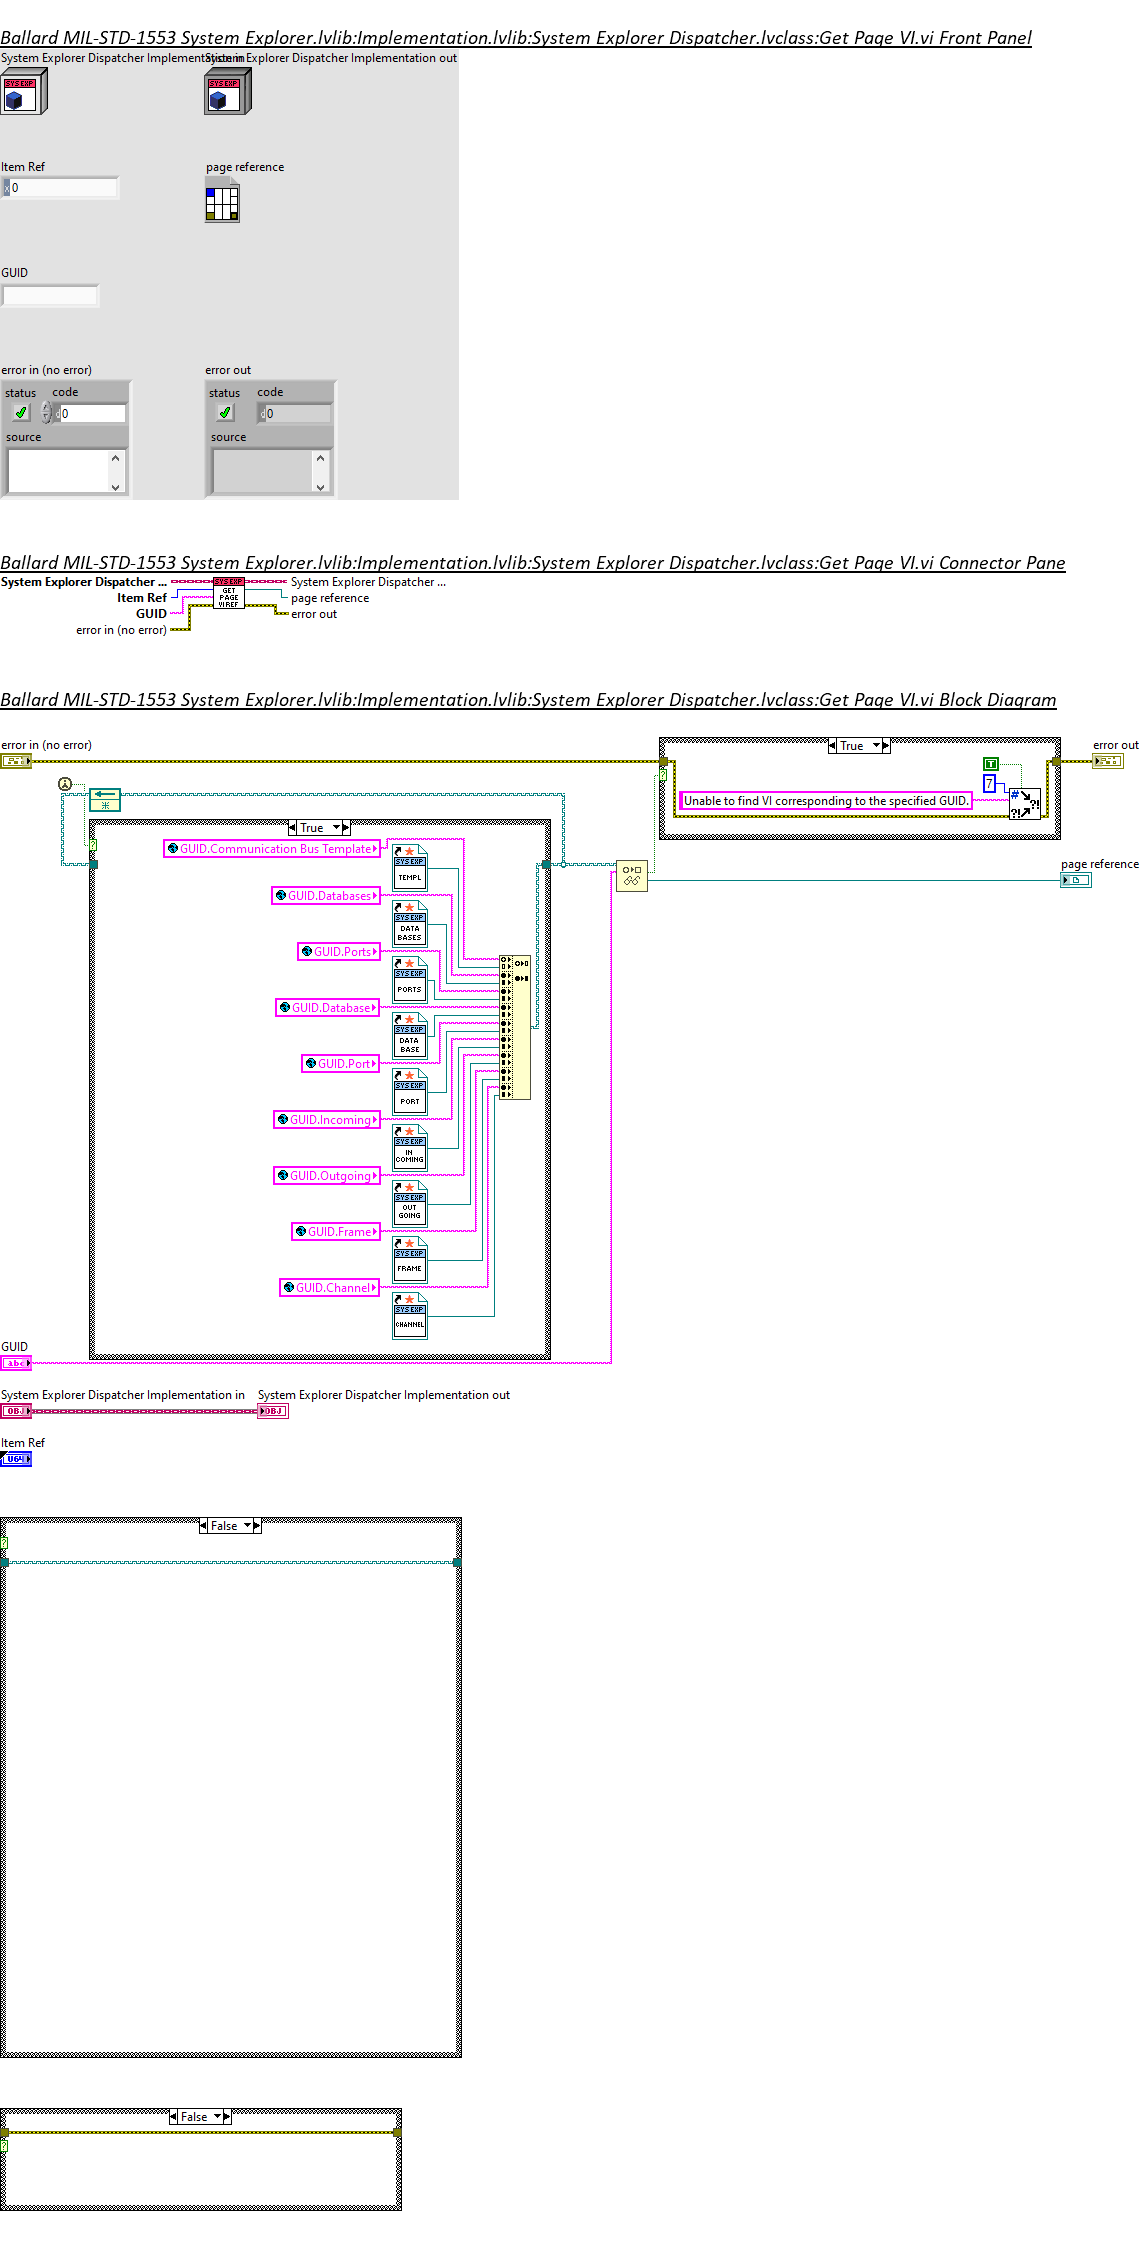 Ballard MIL-STD-1553 System Explorer.lvlib:Implementation.lvlib:System Explorer Dispatcher.lvclass:Get Page VI.vi Front Panel
System Explorer Dispatcher Implementation in
System Explorer Dispatcher Implementation out
SYS EXP
SYS EXP
Item Ref
page reference
x 0
GUID
error in (no error)
error out
status
code
status
code
d 0
d 0
source
source
Ballard MIL-STD-1553 System Explorer.lvlib:Implementation.lvlib:System Explorer Dispatcher.lvclass:Get Page VI.vi Connector Pane
System Explorer Dispatcher ...
SYS EXP
GET
PAGE
VI REF
System Explorer Dispatcher ...
Item Ref
page reference
GUID
error out
error in (no error)
Ballard MIL-STD-1553 System Explorer.lvlib:Implementation.lvlib:System Explorer Dispatcher.lvclass:Get Page VI.vi Block Diagram
error in (no error)
True
error out
T
7
Unable to find VI corresponding to the specified GUID.
#
?!
?!
True
GUID.Communication Bus Template
SYS EXP
TEMPL
page reference
GUID.Databases
SYS EXP
DATA
BASES
GUID.Ports
SYS EXP
PORTS
GUID.Database
SYS EXP
DATA
BASE
GUID.Port
SYS EXP
PORT
GUID.Incoming
SYS EXP
IN
COMING
GUID.Outgoing
SYS EXP
OUT
GOING
GUID.Frame
SYS EXP
FRAME
GUID.Channel
SYS EXP
CHANNEL
GUID
abc
System Explorer Dispatcher Implementation in
System Explorer Dispatcher Implementation out
OBJ
OBJ
Item Ref
U64
False
?
False
?